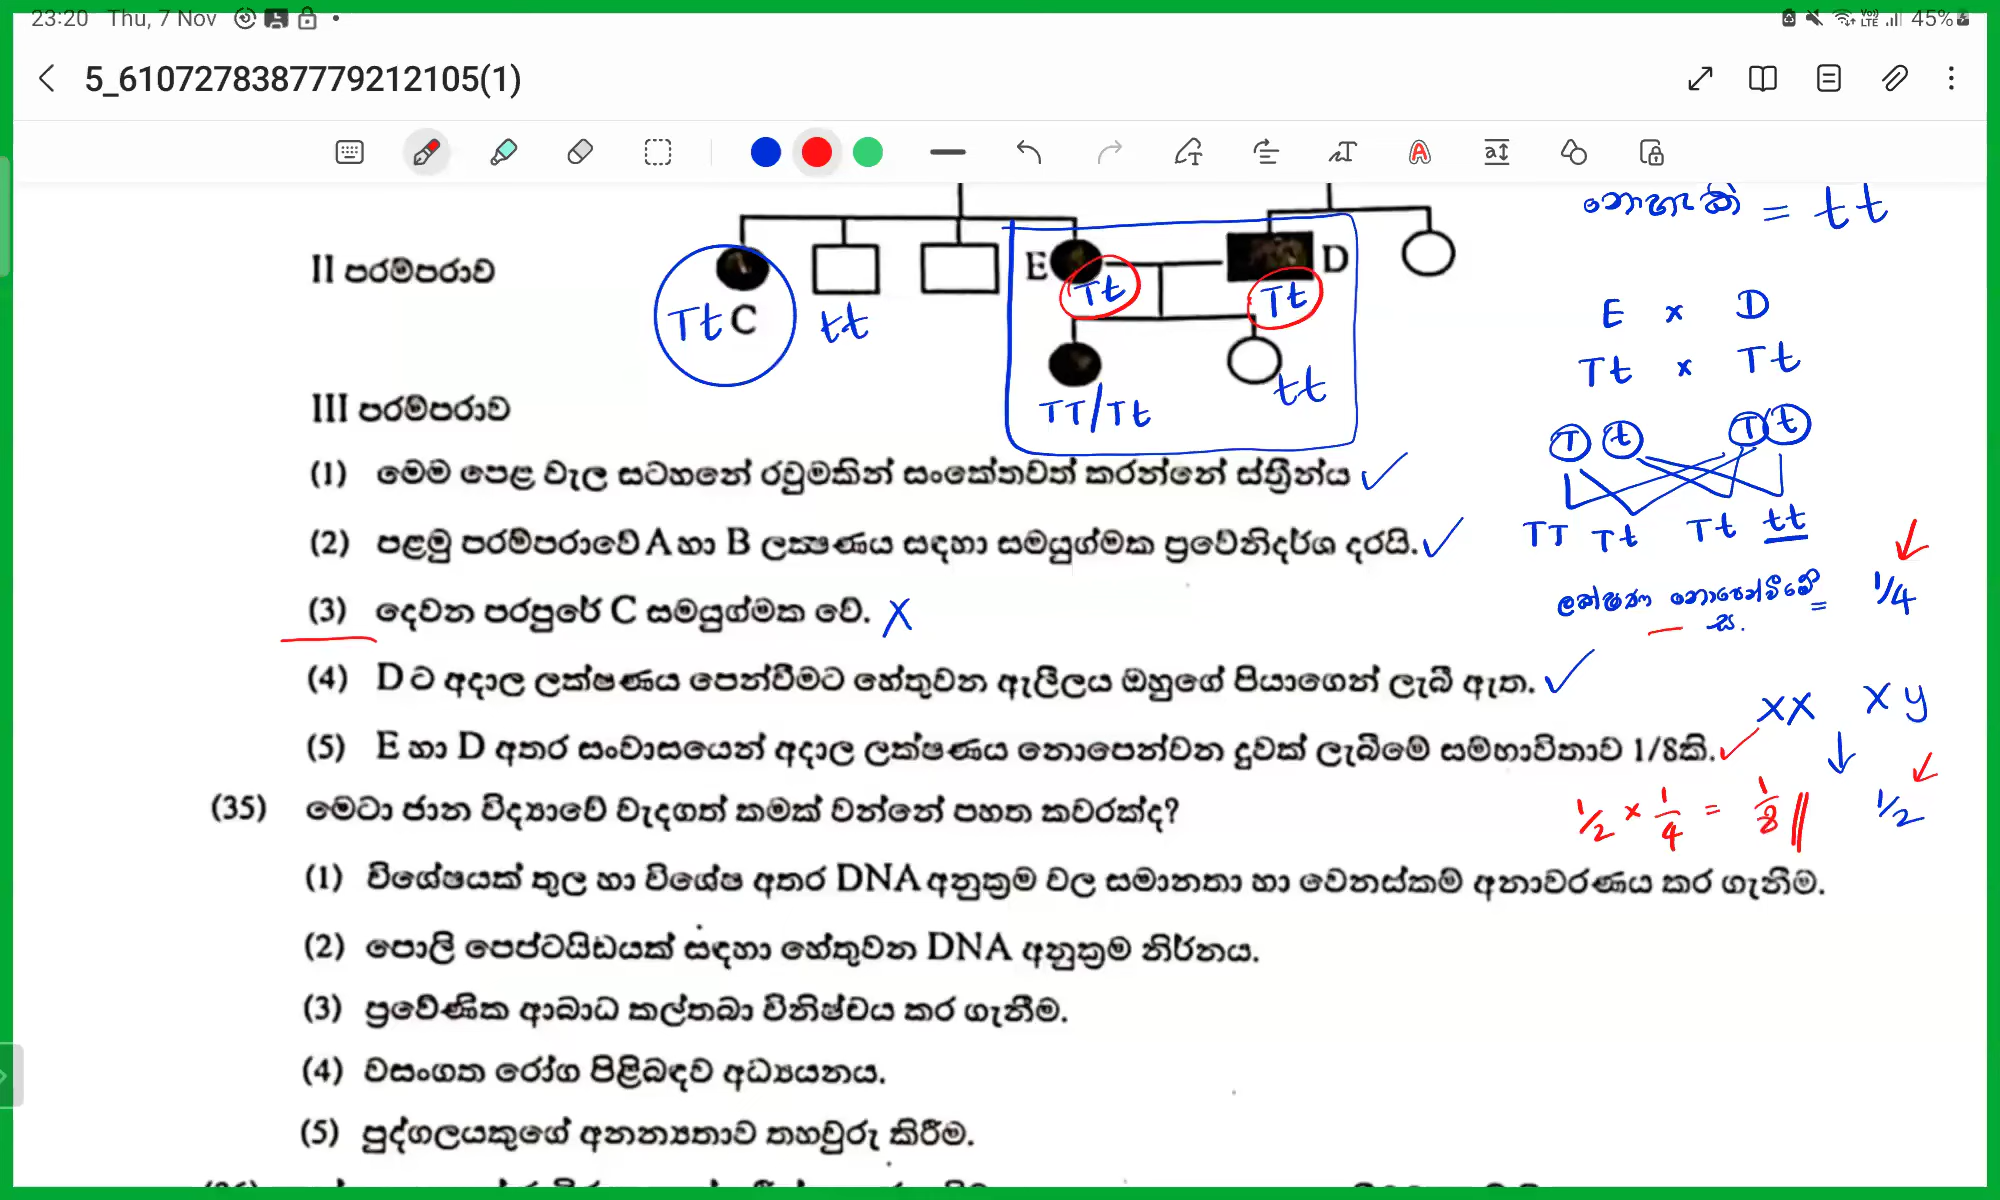 23:20 Thu, 7 Nov
45%
5_6107278387779212105(1)
නොහැකි = tt
II පරම්පරාව
E D
Tt C tt Tt Tt
E x D
Tt x Tt
TT/Tt tt
III පරම්පරාව
T t T t
TT Tt Tt tt
(1) මෙම පෙළ වැල සටහනේ රවුමකින් සංකේතවත් කරන්නේ ස්ත්‍රීන්ය
(2) පළමු පරම්පරාවේ A හා B ලක්‍ෂණය සඳහා සමයුග්මක ප්‍රවේනිදර්ශ දරයි.
(3) දෙවන පරපුරේ C සමයුග්මක වේ. X
ලක්ෂණ නොපෙන්වීමේ ස. = 1/4
(4) D ට අදාල ලක්ෂණය පෙන්වීමට හේතුවන ඇලීලය ඔහුගේ පියාගෙන් ලැබී ඇත.
XX Xy
(5) E හා D අතර සංවාසයෙන් අදාල ලක්ෂණය නොපෙන්වන දුවක් ලැබීමේ සම්භාවිතාව 1/8කි.
1/2 x 1/4 = 1/8 1/2
(35) මෙටා ජාන විද්‍යාවේ වැදගත් කමක් වන්නේ පහත කවරක්ද?
(1) විශේෂයක් තුල හා විශේෂ අතර DNA අනුක්‍රම වල සමානතා හා වෙනස්කම් අනාවරණය කර ගැනීම.
(2) පොලි පෙප්ටයිඩයක් සඳහා හේතුවන DNA අනුක්‍රම නිර්නය.
(3) ප්‍රවේණික ආබාධ කල්තබා විනිෂ්චය කර ගැනීම.
(4) වසංගත රෝග පිළිබඳව අධ්‍යයනය.
(5) පුද්ගලයකුගේ අනන්‍යතාව තහවුරු කිරීම.